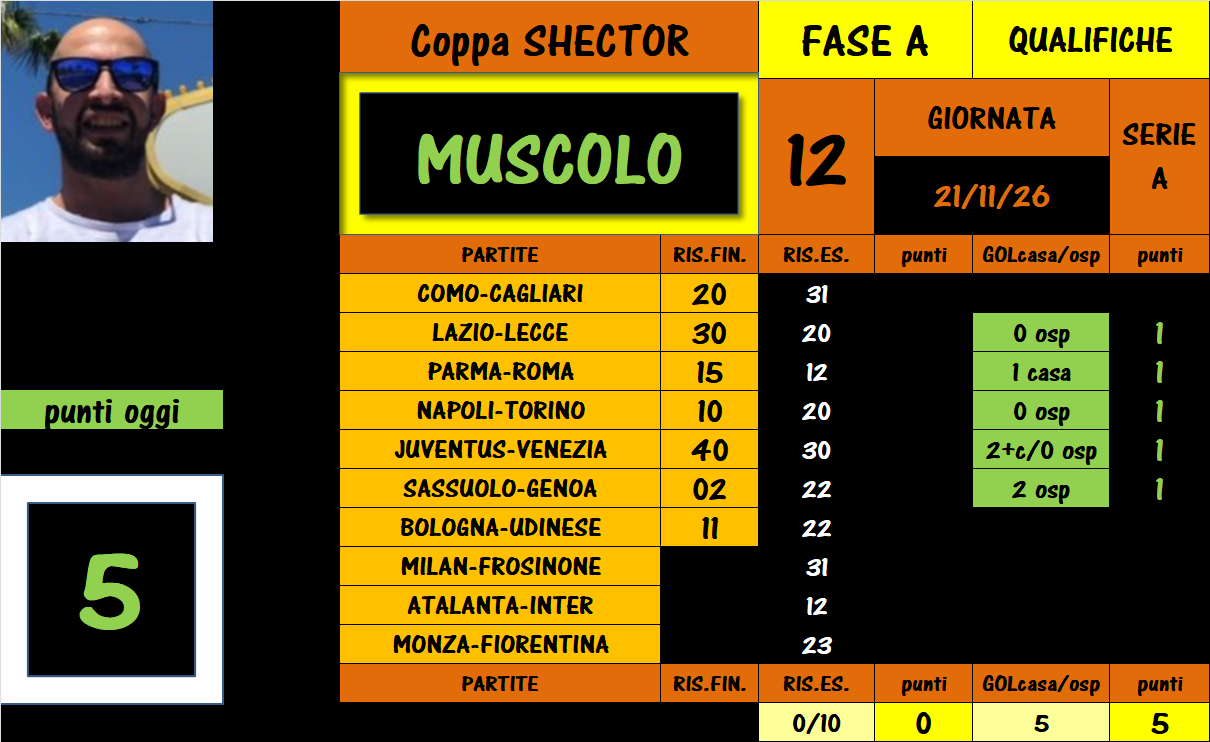 Coppa SHECTOR FASE A QUALIFICHE
MUSCOLO 12 GIORNATA SERIE A
21/11/26
PARTITE RIS.FIN. RIS.ES. punti GOLcasa/osp punti
COMO-CAGLIARI 20 31
LAZIO-LECCE 30 20 0 osp 1
PARMA-ROMA 15 12 1 casa 1
NAPOLI-TORINO 10 20 0 osp 1
JUVENTUS-VENEZIA 40 30 2+c/0 osp 1
SASSUOLO-GENOA 02 22 2 osp 1
BOLOGNA-UDINESE 11 22
MILAN-FROSINONE 31
ATALANTA-INTER 12
MONZA-FIORENTINA 23
PARTITE RIS.FIN. RIS.ES. punti GOLcasa/osp punti
0/10 0 5 5
punti oggi
5